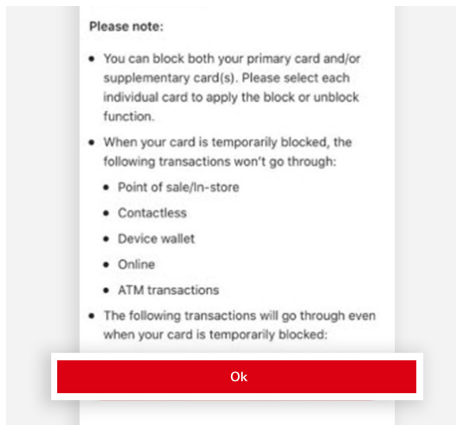 Please note:
• You can block both your primary card and/or
supplementary card(s). Please select each
individual card to apply the block or unblock
function.
• When your card is temporarily blocked, the
following transactions won't go through:
• Point of sale/In-store
• Contactless
• Device wallet
• Online
• ATM transactions
• The following transactions will go through even
when your card is temporarily blocked:
Ok